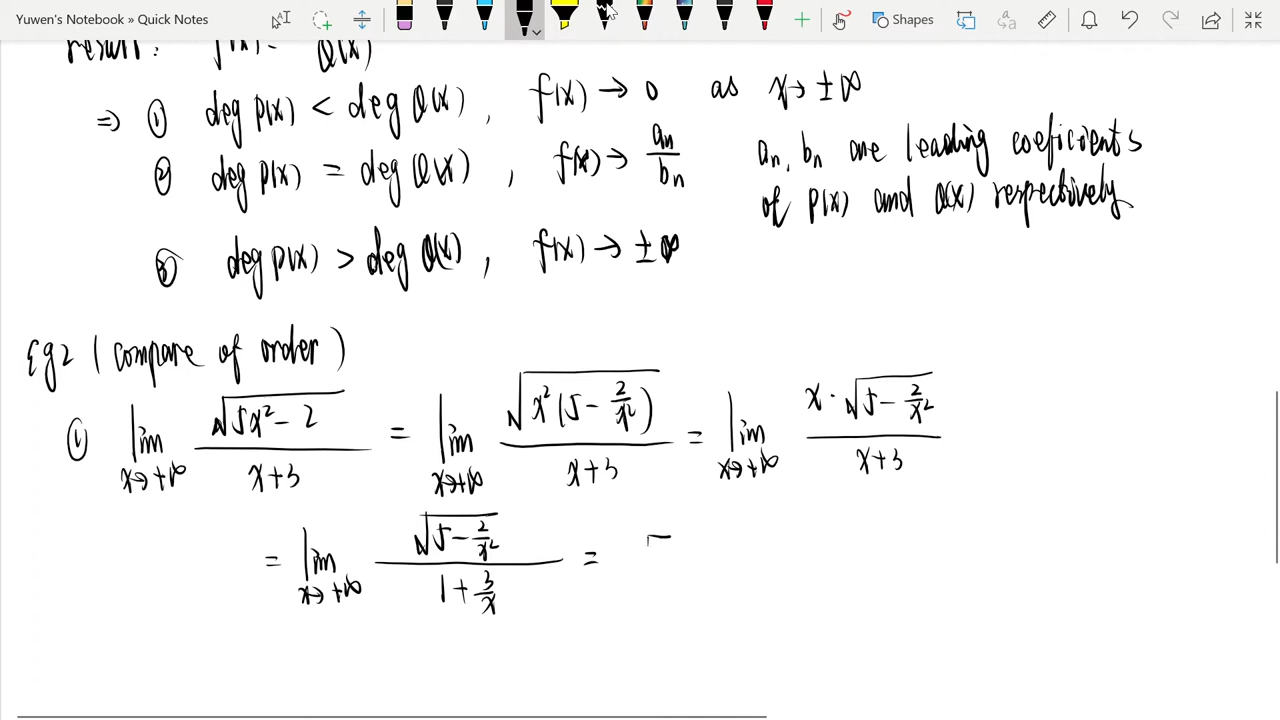 Yuwen's Notebook » Quick Notes
Shapes
result: f(x) = Q(x)
=> ① deg p(x) < deg Q(x), f(x) → 0 as x → ±∞
② deg p(x) = deg Q(x), f(x) → an/bn an, bn are leading coeficients
of p(x) and Q(x) respectively
③ deg p(x) > deg Q(x), f(x) → ±∞
Eg2 (compare of order)
① lim x→+∞ √(5x²-2)/(x+3) = lim x→+∞ √(x²(5-2/x²))/(x+3) = lim x→+∞ x·√(5-2/x²)/(x+3)
= lim x→+∞ √(5-2/x²)/(1+3/x) =